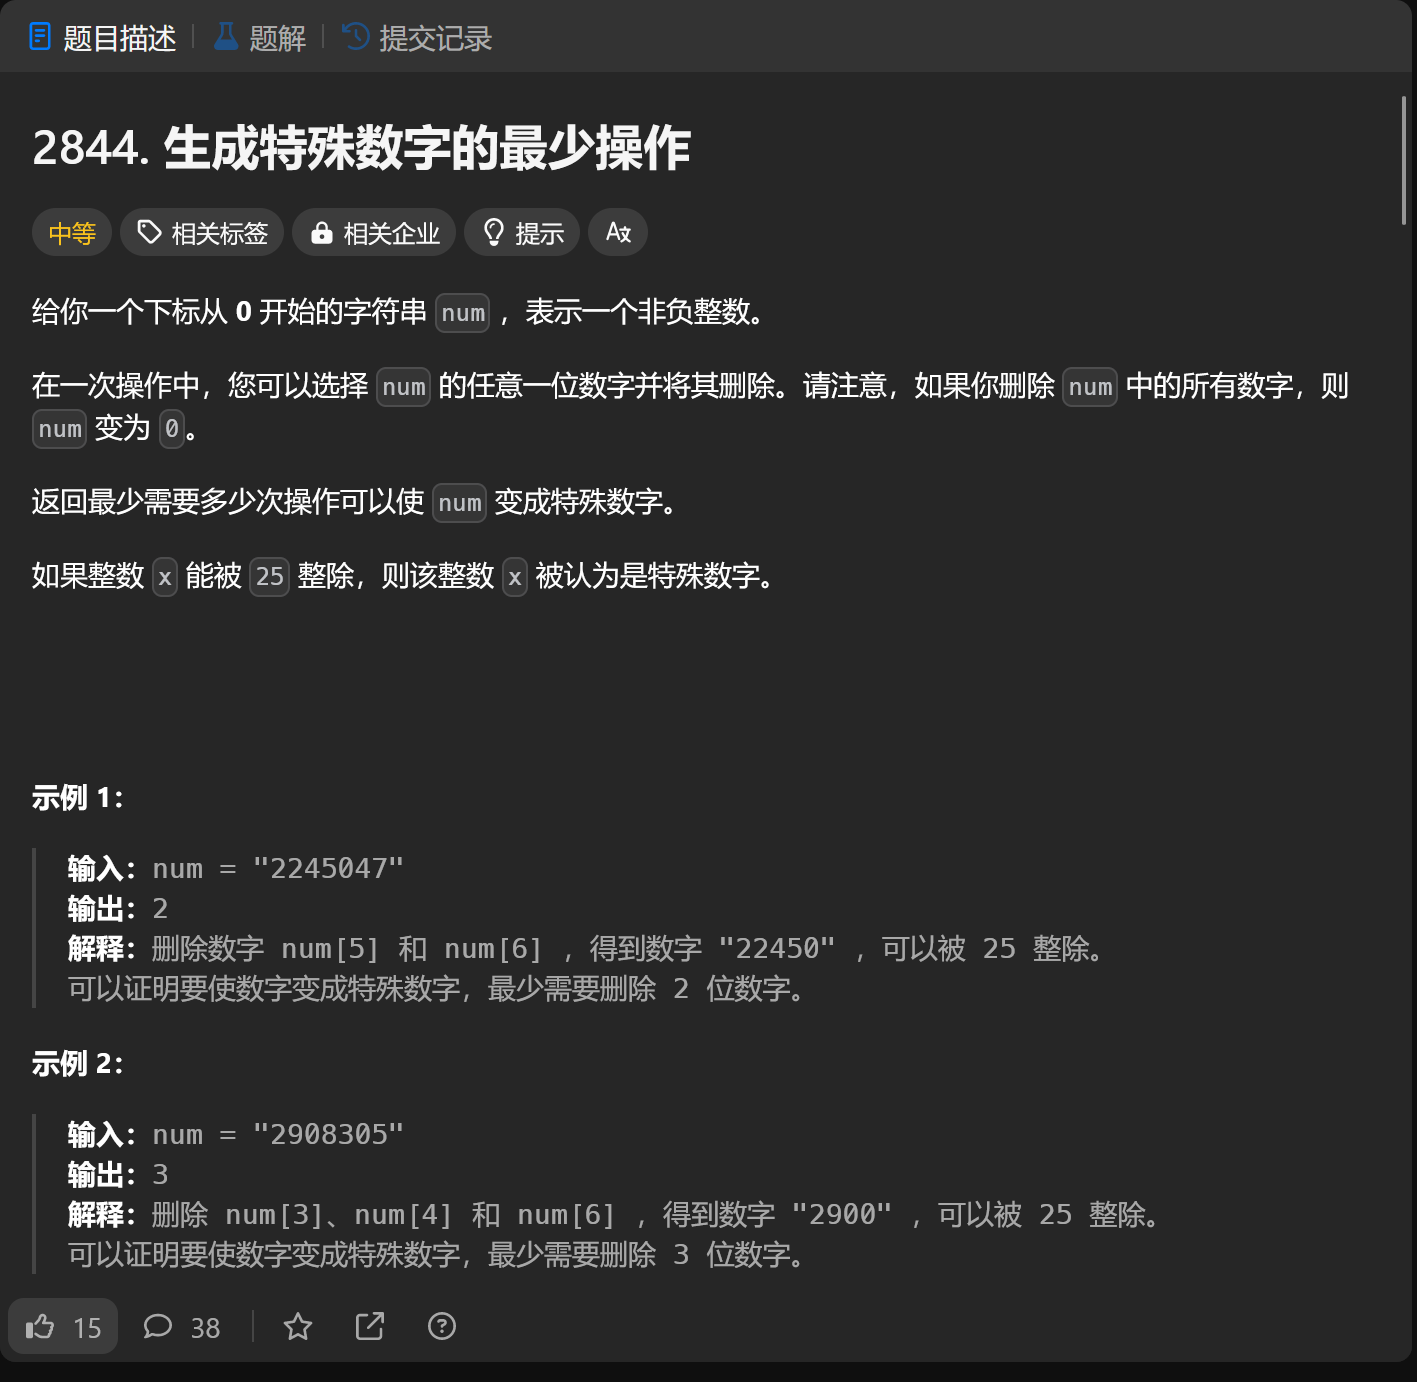 题目描述 | 题解 | 提交记录
2844. 生成特殊数字的最少操作
中等 相关标签 相关企业 提示
给你一个下标从 0 开始的字符串 num ，表示一个非负整数。
在一次操作中，您可以选择 num 的任意一位数字并将其删除。请注意，如果你删除 num 中的所有数字，则
num 变为 0。
返回最少需要多少次操作可以使 num 变成特殊数字。
如果整数 x 能被 25 整除，则该整数 x 被认为是特殊数字。
示例 1：
输入：num = "2245047"
输出：2
解释：删除数字 num[5] 和 num[6] ，得到数字 "22450" ，可以被 25 整除。
可以证明要使数字变成特殊数字，最少需要删除 2 位数字。
示例 2：
输入：num = "2908305"
输出：3
解释：删除 num[3]、num[4] 和 num[6] ，得到数字 "2900" ，可以被 25 整除。
可以证明要使数字变成特殊数字，最少需要删除 3 位数字。
15 38